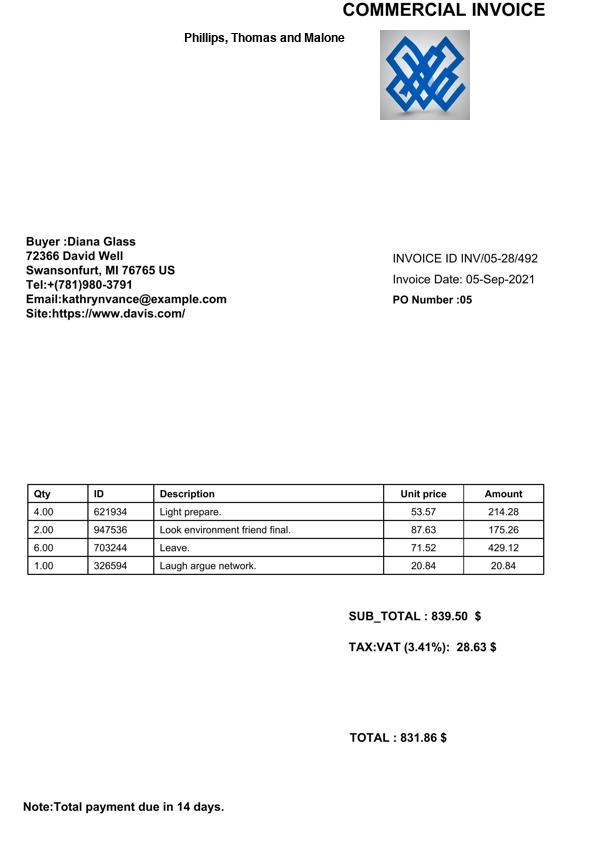 COMMERCIAL INVOICE
Phillips, Thomas and Malone
Buyer :Diana Glass
72366 David Well
Swansonfurt, MI 76765 US
Tel:+(781)980-3791
Email:kathrynvance@example.com
Site:https://www.davis.com/
INVOICE ID INV/05-28/492
Invoice Date: 05-Sep-2021
PO Number :05
Qty ID Description Unit price Amount
4.00 621934 Light prepare. 53.57 214.28
2.00 947536 Look environment friend final. 87.63 175.26
6.00 703244 Leave. 71.52 429.12
1.00 326594 Laugh argue network. 20.84 20.84
SUB_TOTAL : 839.50 $
TAX:VAT (3.41%): 28.63 $
TOTAL : 831.86 $
Note:Total payment due in 14 days.